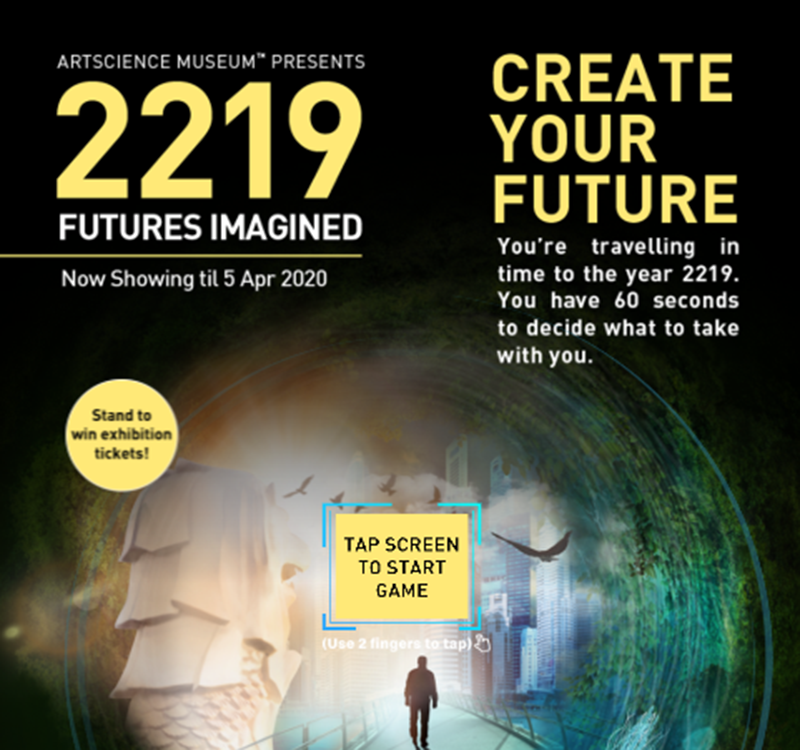 ARTSCIENCE MUSEUM™ PRESENTS
2219
FUTURES IMAGINED
Now Showing til 5 Apr 2020
CREATE
YOUR
FUTURE
You're travelling in
time to the year 2219.
You have 60 seconds
to decide what to take
with you.
Stand to
win exhibition
tickets!
TAP SCREEN
TO START
GAME
(Use 2 fingers to tap)